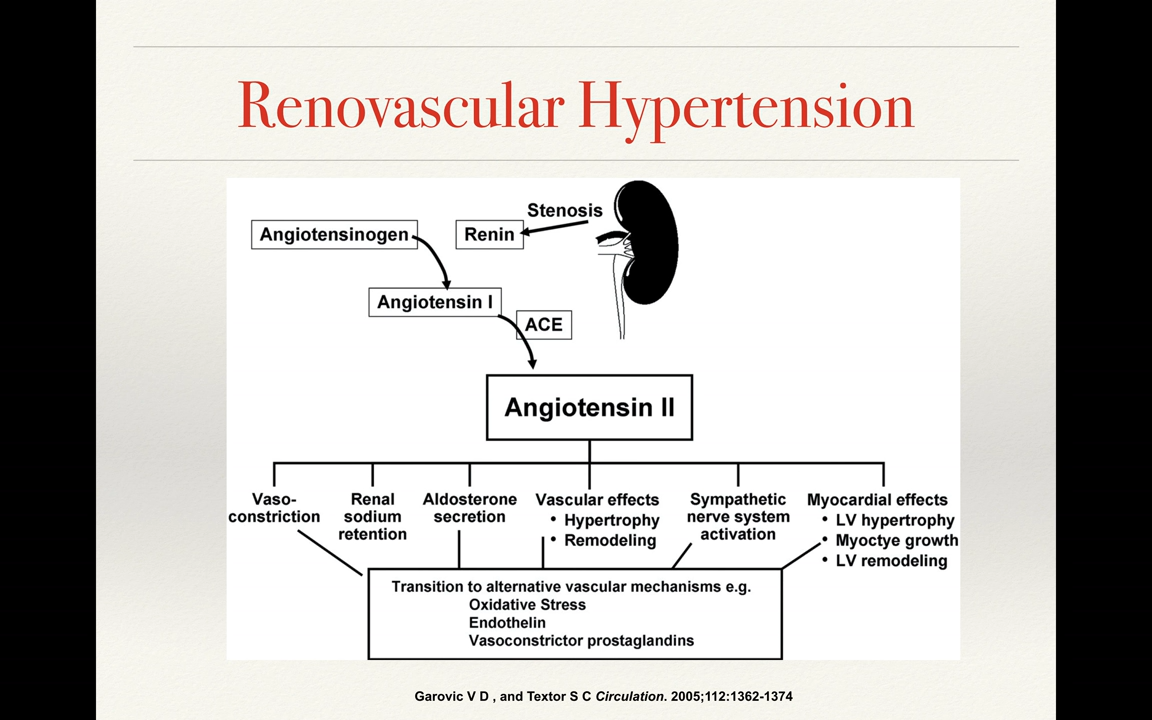 Renovascular Hypertension
Stenosis
Angiotensinogen
Renin
Angiotensin I
ACE
Angiotensin II
Vaso-
constriction
Renal
sodium
retention
Aldosterone
secretion
Vascular effects
• Hypertrophy
• Remodeling
Sympathetic
nerve system
activation
Myocardial effects
• LV hypertrophy
• Myoctye growth
• LV remodeling
Transition to alternative vascular mechanisms e.g.
Oxidative Stress
Endothelin
Vasoconstrictor prostaglandins
Garovic V D , and Textor S C Circulation. 2005;112:1362-1374